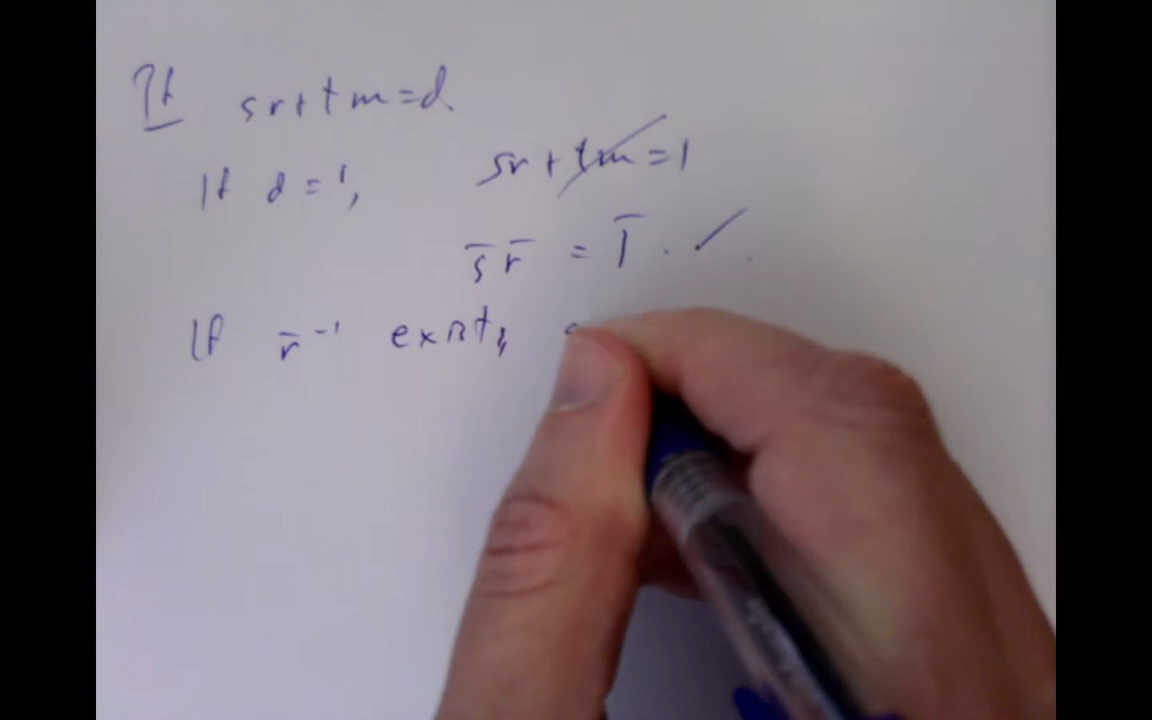 Pf sr + tm = d
If d = 1, sr + tm = 1
s̄ r̄ = 1̄ . ✓
If r̄⁻¹ exists,